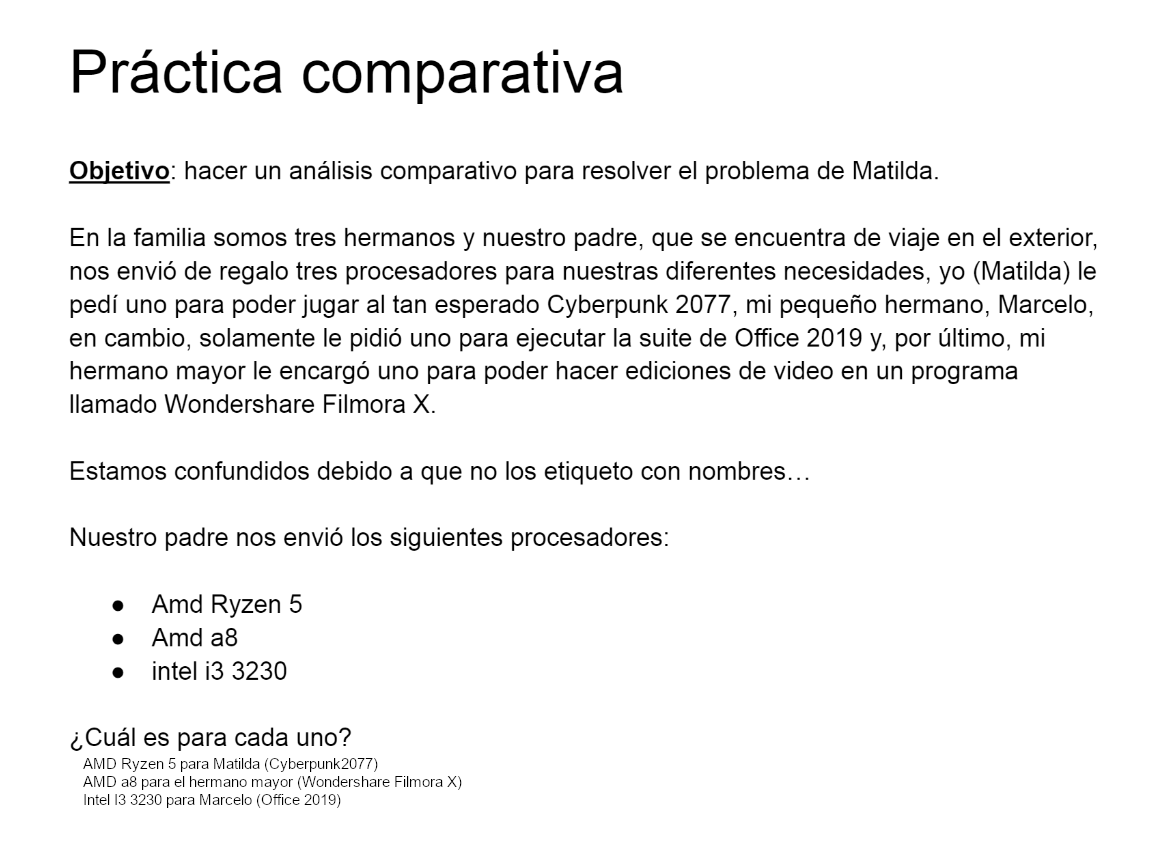 Práctica comparativa
Objetivo: hacer un análisis comparativo para resolver el problema de Matilda.
En la familia somos tres hermanos y nuestro padre, que se encuentra de viaje en el exterior,
nos envió de regalo tres procesadores para nuestras diferentes necesidades, yo (Matilda) le
pedí uno para poder jugar al tan esperado Cyberpunk 2077, mi pequeño hermano, Marcelo,
en cambio, solamente le pidió uno para ejecutar la suite de Office 2019 y, por último, mi
hermano mayor le encargó uno para poder hacer ediciones de video en un programa
llamado Wondershare Filmora X.
Estamos confundidos debido a que no los etiqueto con nombres…
Nuestro padre nos envió los siguientes procesadores:
● Amd Ryzen 5
● Amd a8
● intel i3 3230
¿Cuál es para cada uno?
AMD Ryzen 5 para Matilda (Cyberpunk2077)
AMD a8 para el hermano mayor (Wondershare Filmora X)
Intel I3 3230 para Marcelo (Office 2019)